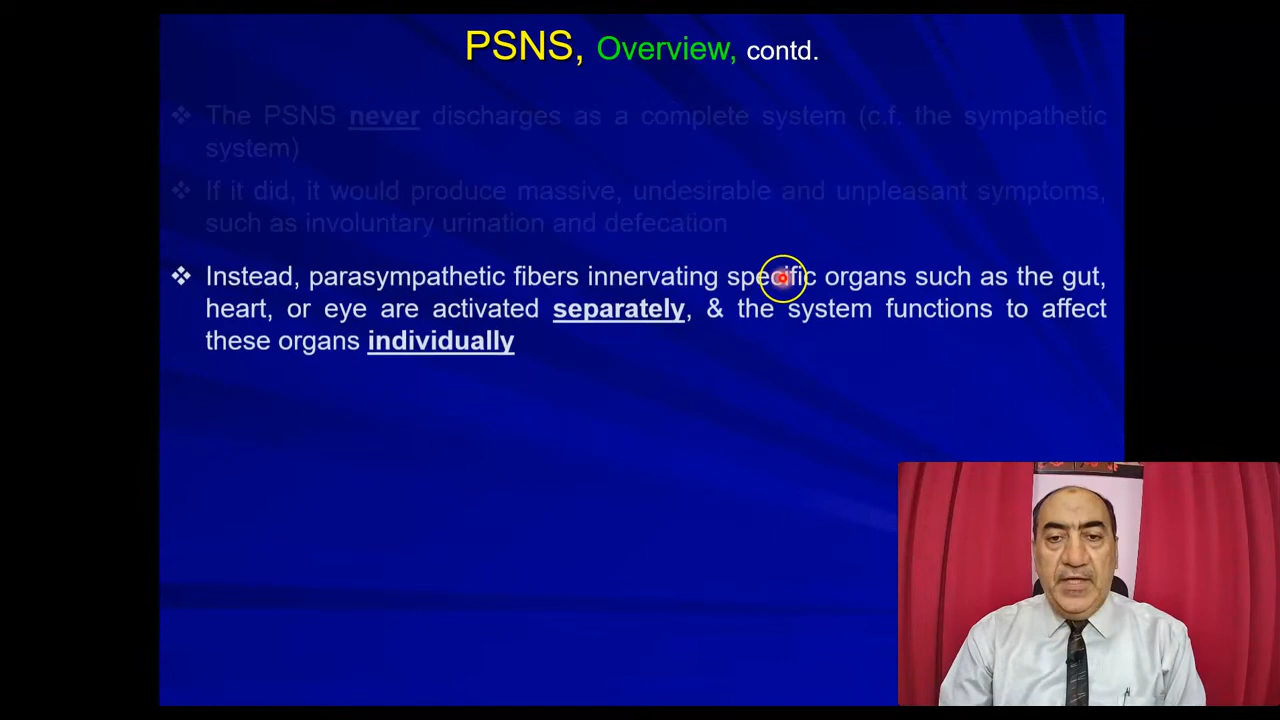 PSNS, Overview, contd.
❖ The PSNS never discharges as a complete system (c.f. the sympathetic
system)
❖ If it did, it would produce massive, undesirable and unpleasant symptoms,
such as involuntary urination and defecation
❖ Instead, parasympathetic fibers innervating specific organs such as the gut,
heart, or eye are activated separately, & the system functions to affect
these organs individually